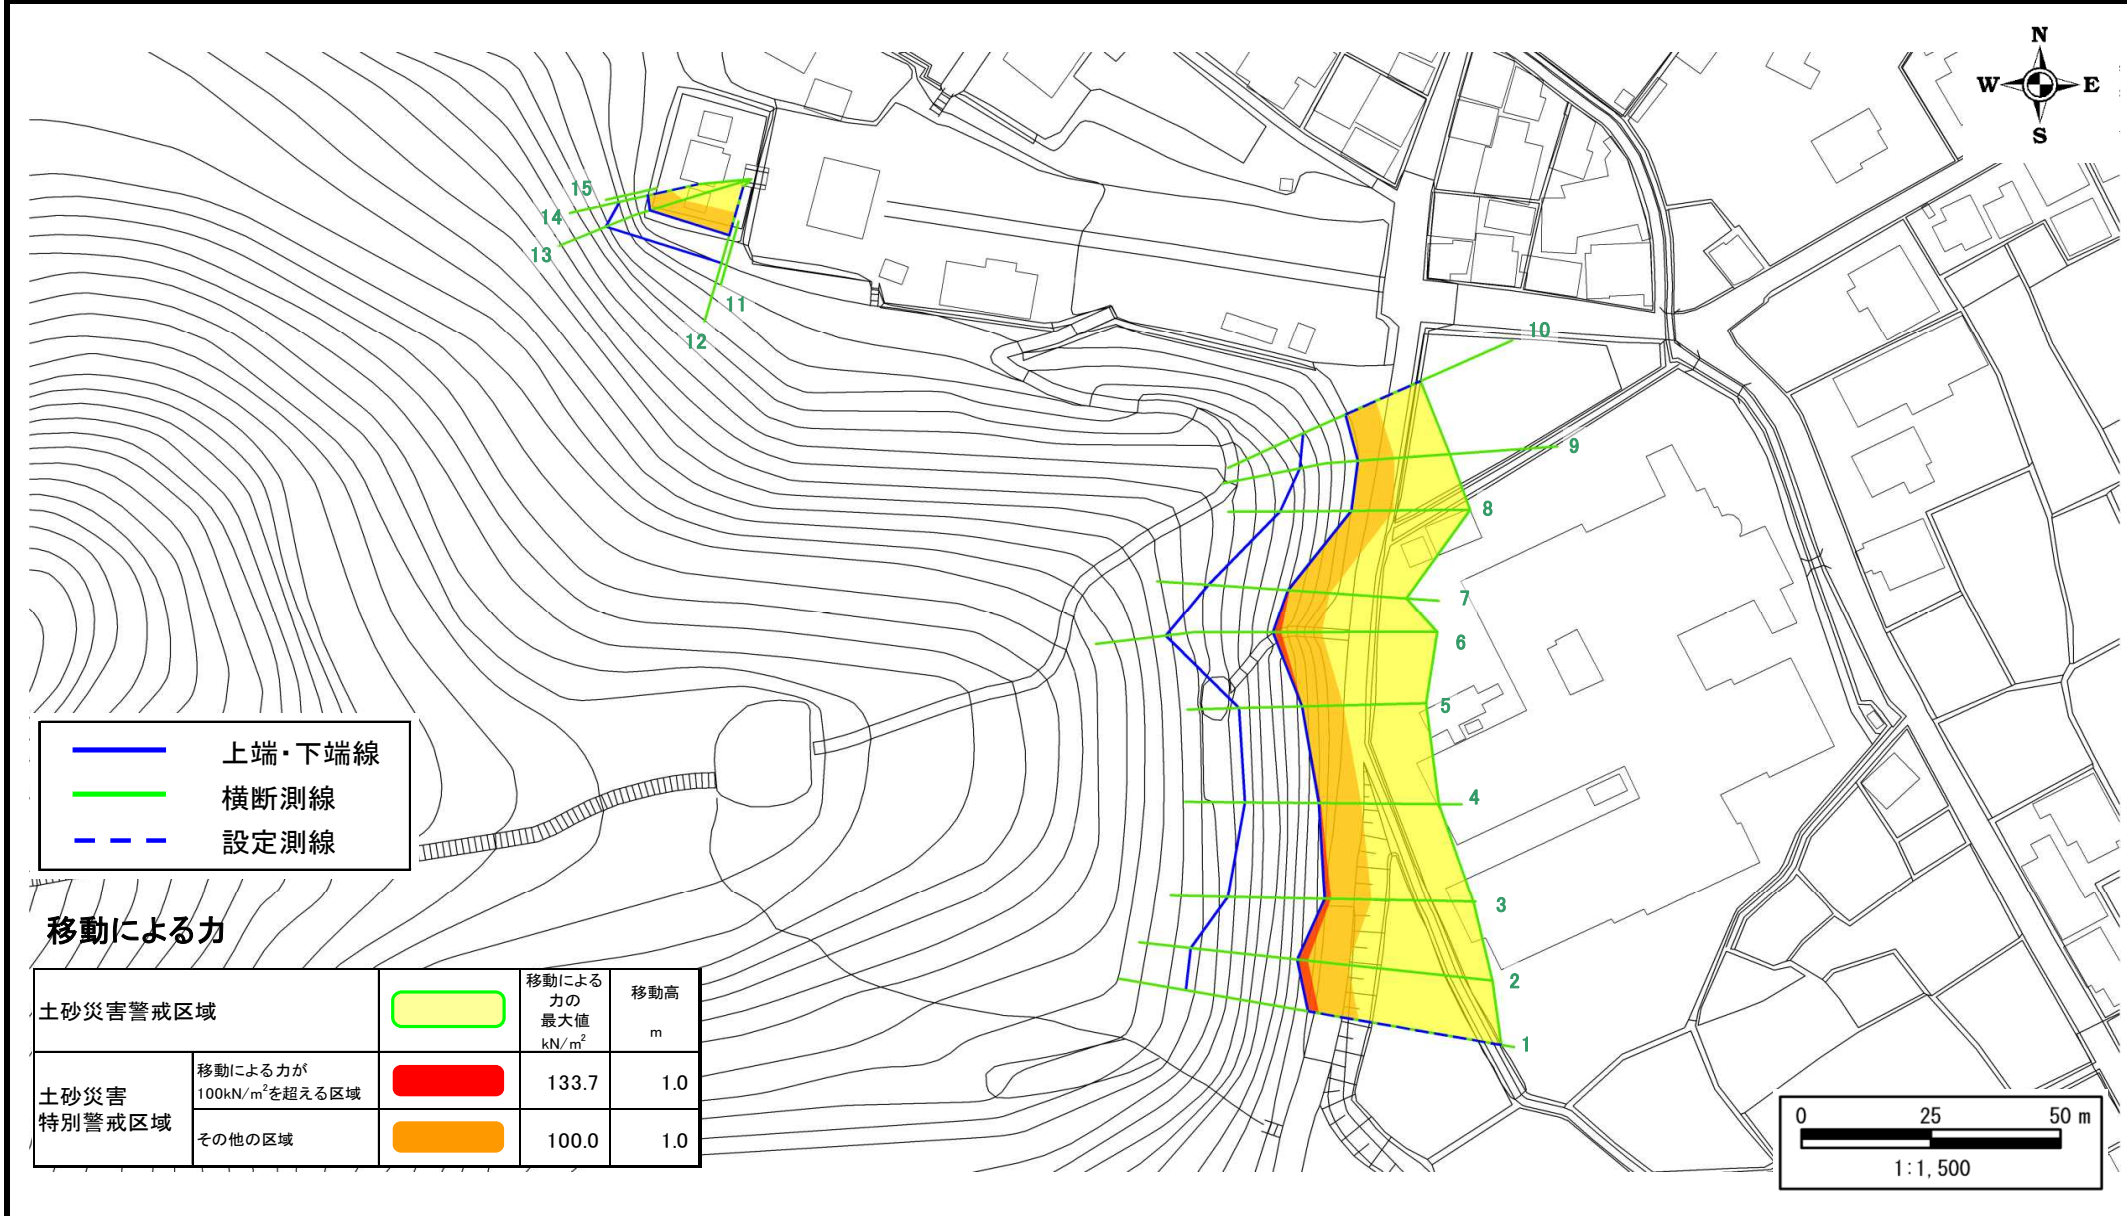 N
W E
S
15
14
13
11
12
10
9
8
7
6
5
4
3
2
1
上端・下端線
横断測線
設定測線
移動による力
土砂災害警戒区域
移動による
力の
最大値
kN/m²
移動高
m
土砂災害
特別警戒区域
移動による力が
100kN/m²を超える区域
133.7
1.0
その他の区域
100.0
1.0
0 25 50 m
1:1,500